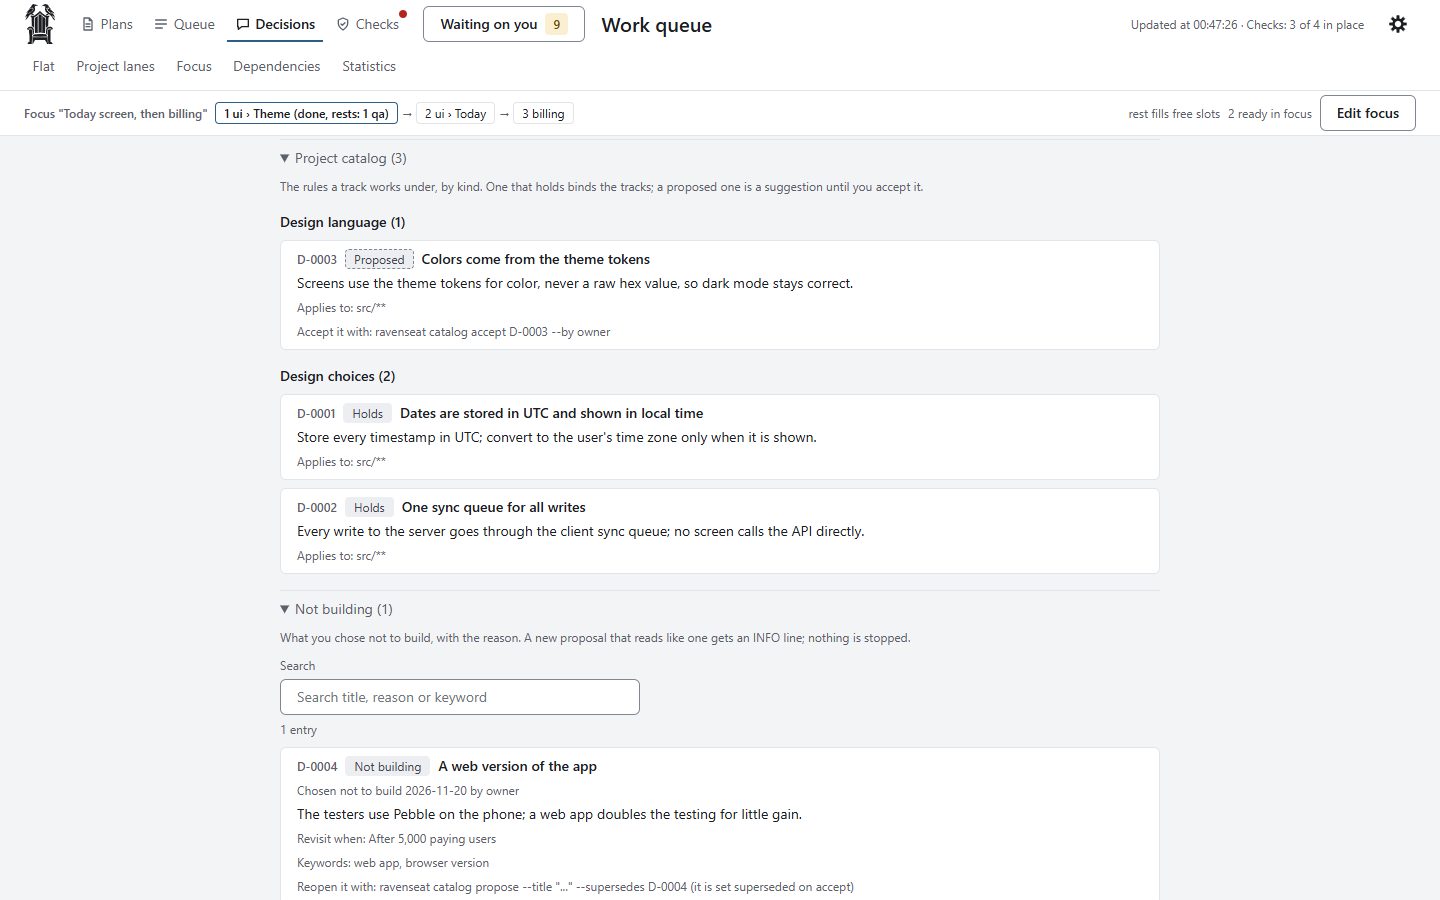 Plans
Queue
Decisions
Checks
Waiting on you 9
Work queue
Updated at 00:47:26 · Checks: 3 of 4 in place
Flat
Project lanes
Focus
Dependencies
Statistics
Focus "Today screen, then billing"
1 ui › Theme (done, rests: 1 qa) → 2 ui › Today → 3 billing
rest fills free slots 2 ready in focus
Edit focus
▼ Project catalog (3)
The rules a track works under, by kind. One that holds binds the tracks; a proposed one is a suggestion until you accept it.
Design language (1)
D-0003 Proposed Colors come from the theme tokens
Screens use the theme tokens for color, never a raw hex value, so dark mode stays correct.
Applies to: src/**
Accept it with: ravenseat catalog accept D-0003 --by owner
Design choices (2)
D-0001 Holds Dates are stored in UTC and shown in local time
Store every timestamp in UTC; convert to the user's time zone only when it is shown.
Applies to: src/**
D-0002 Holds One sync queue for all writes
Every write to the server goes through the client sync queue; no screen calls the API directly.
Applies to: src/**
▼ Not building (1)
What you chose not to build, with the reason. A new proposal that reads like one gets an INFO line; nothing is stopped.
Search
Search title, reason or keyword
1 entry
D-0004 Not building A web version of the app
Chosen not to build 2026-11-20 by owner
The testers use Pebble on the phone; a web app doubles the testing for little gain.
Revisit when: After 5,000 paying users
Keywords: web app, browser version
Reopen it with: ravenseat catalog propose --title "..." --supersedes D-0004 (it is set superseded on accept)